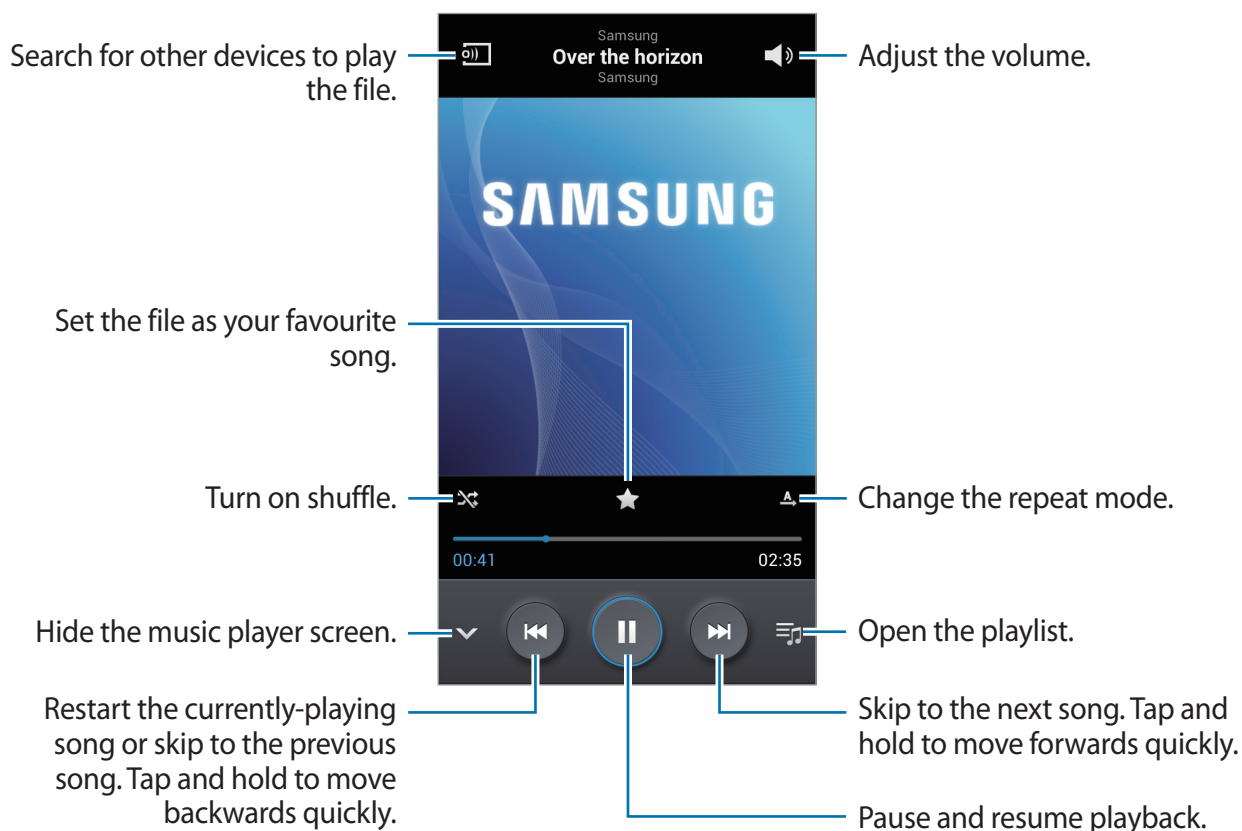 Search for other devices to play
the file.
Samsung
Over the horizon
Samsung
Adjust the volume.
SAMSUNG
Set the file as your favourite
song.
Turn on shuffle.
A
Change the repeat mode.
00:41
02:35
Hide the music player screen.
Open the playlist.
Restart the currently-playing
song or skip to the previous
song. Tap and hold to move
backwards quickly.
Skip to the next song. Tap and
hold to move forwards quickly.
Pause and resume playback.